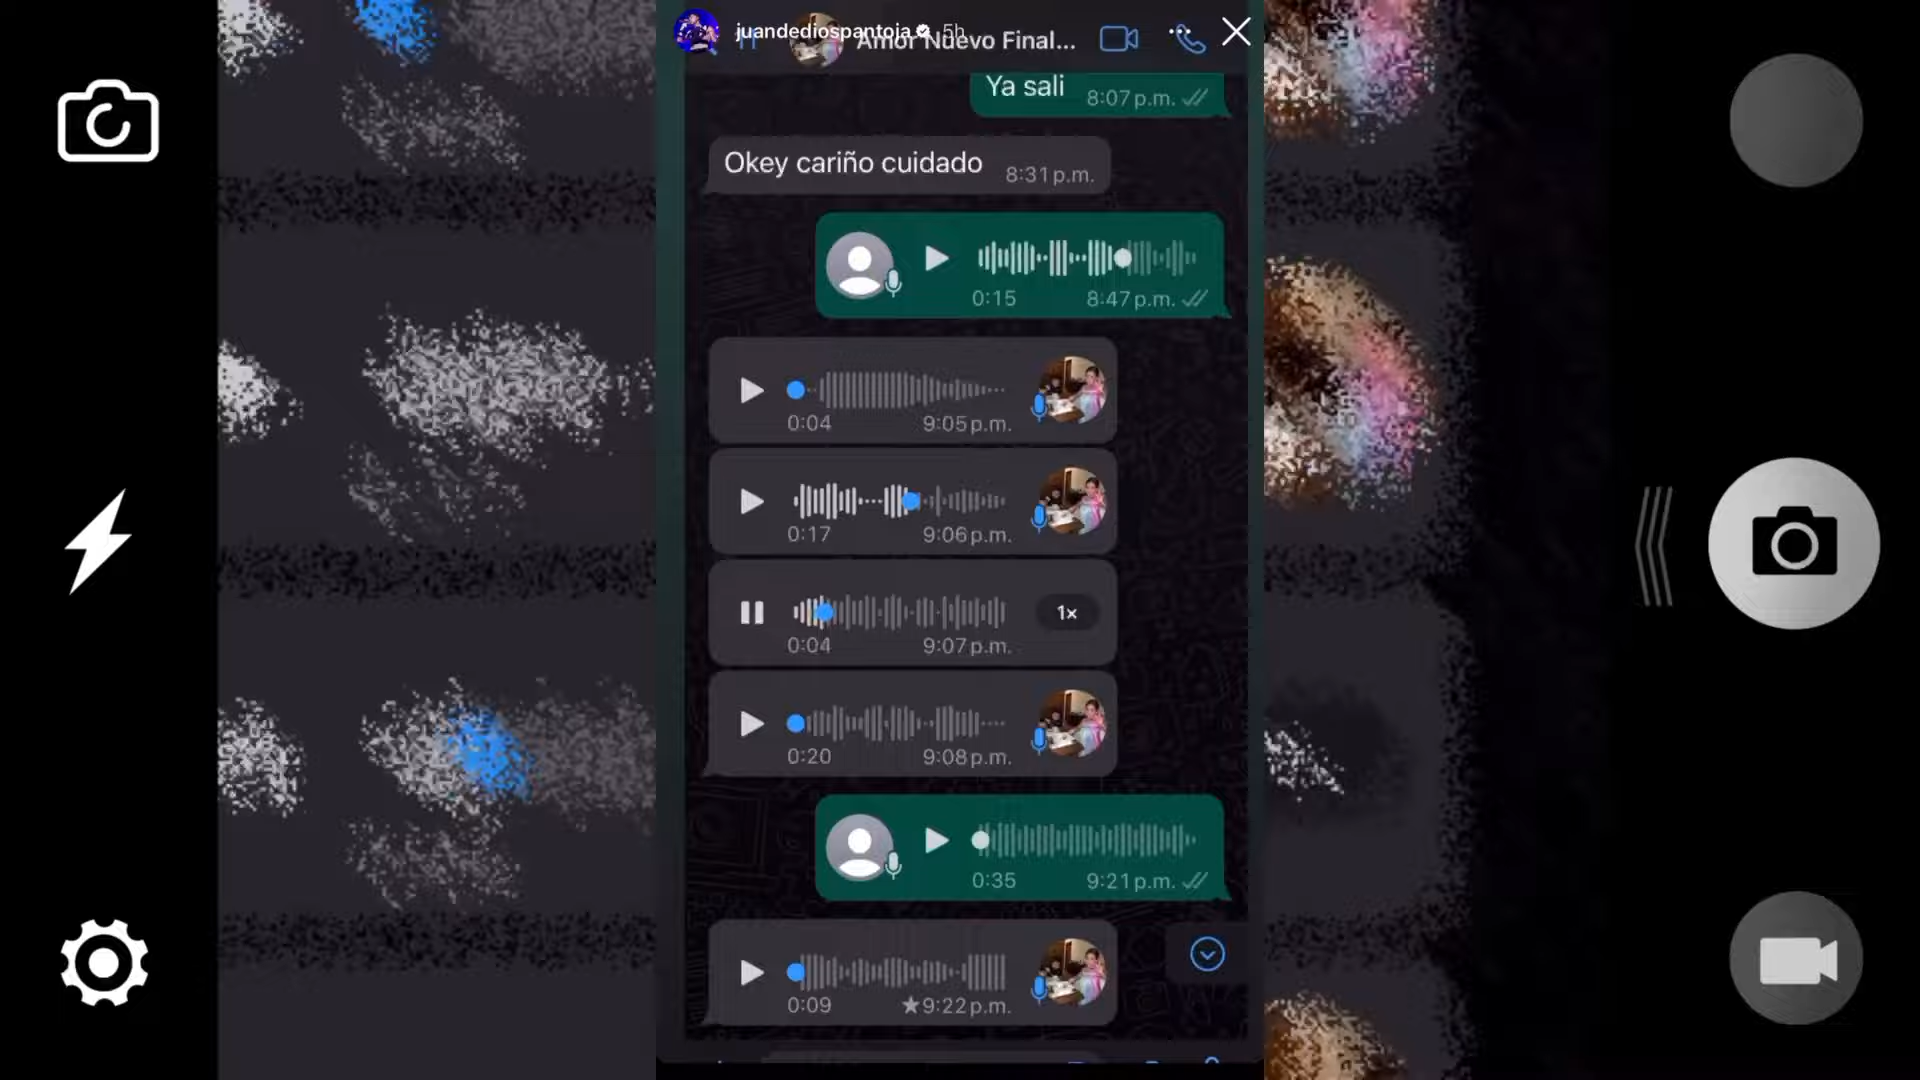 juandediospantoja 5h
Amor Nuevo Final...
Ya sali 8:07 p.m.
Okey cariño cuidado 8:31 p.m.
0:15 8:47 p.m.
0:04 9:05 p.m.
0:17 9:06 p.m.
1x
0:04 9:07 p.m.
0:20 9:08 p.m.
0:35 9:21 p.m.
0:09 9:22 p.m.